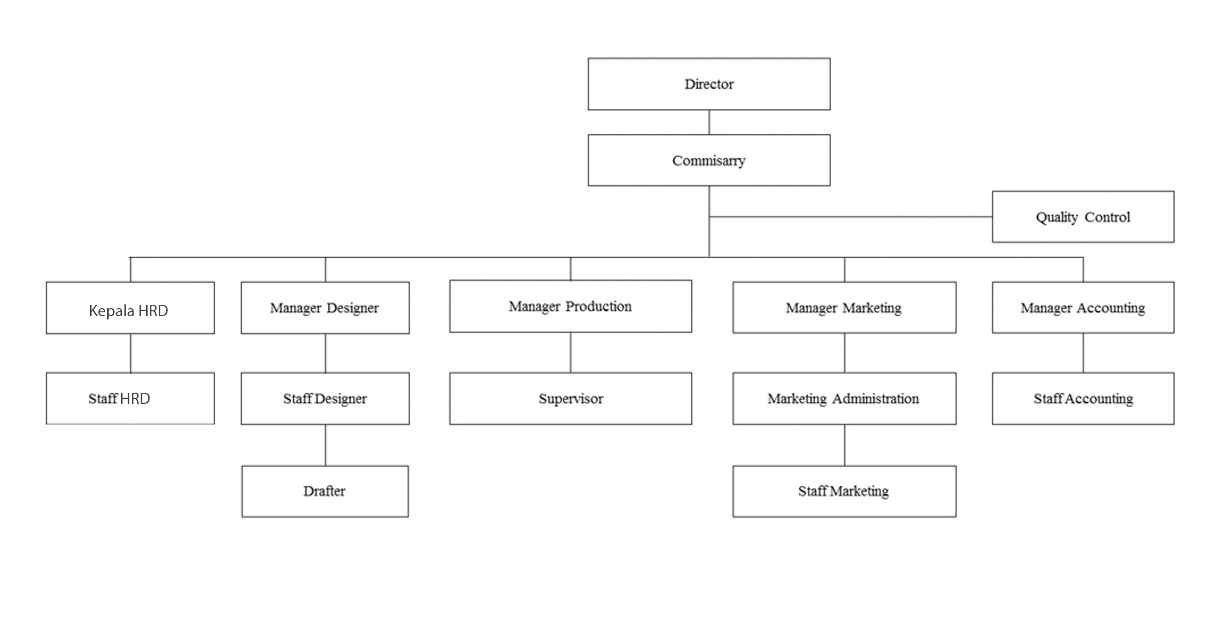 Director
Commisarry
Quality Control
Kepala HRD
Manager Designer
Manager Production
Manager Marketing
Manager Accounting
Staff HRD
Staff Designer
Supervisor
Marketing Administration
Staff Accounting
Drafter
Staff Marketing